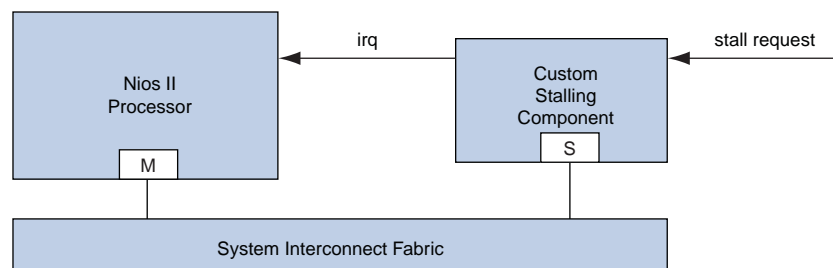 irq
stall request
Nios II
Processor
Custom
Stalling
Component
M
S
System Interconnect Fabric